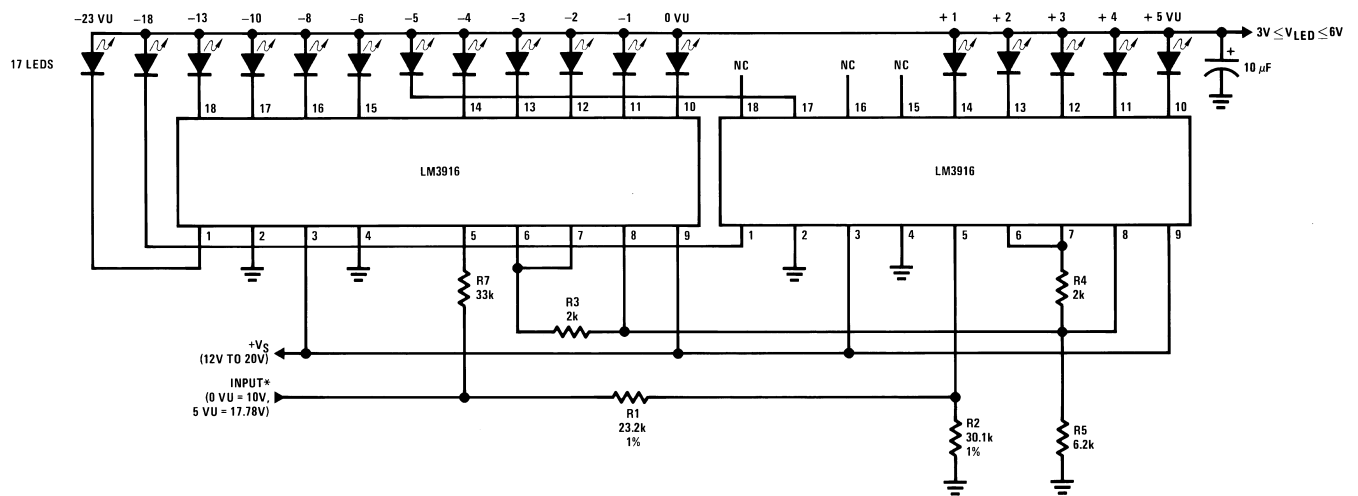 −23 VU −18 −13 −10 −8 −6 −5 −4 −3 −2 −1 0 VU + 1 + 2 + 3 + 4 + 5 VU
3V ≤VLED ≤6V
17 LEDS
+
10 μF
NC NC NC
18 17 16 15 14 13 12 11 10 18 17 16 15 14 13 12 11 10
LM3916 LM3916
1 2 3 4 5 6 7 8 9 1 2 3 4 5 6 7 8 9
R7
33k
R3
2k
R4
2k
+VS
(12V TO 20V)
INPUT*
(0 VU = 10V,
5 VU = 17.78V)
R1
23.2k
1%
R2
30.1k
1%
R5
6.2k